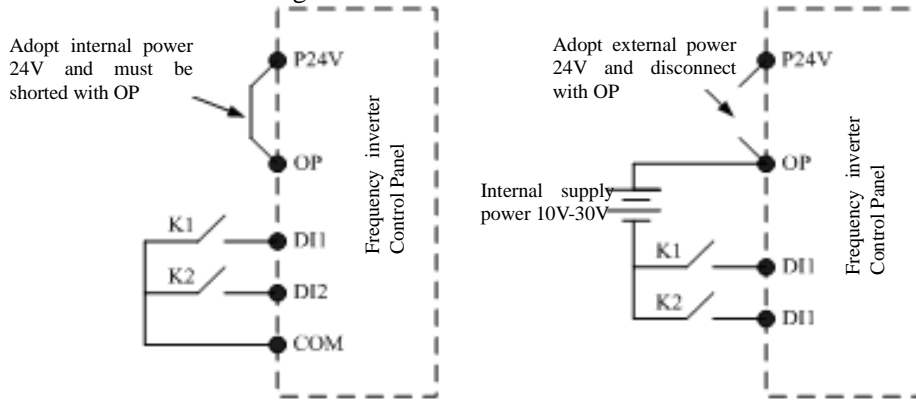 Adopt internal power
24V and must be
shorted with OP
P24V
OP
K1
DI1
K2
DI2
COM
Frequency inverter
Control Panel
Adopt external power
24V and disconnect
with OP
P24V
OP
Internal supply
power 10V-30V
K1
DI1
K2
DI1
Frequency inverter
Control Panel